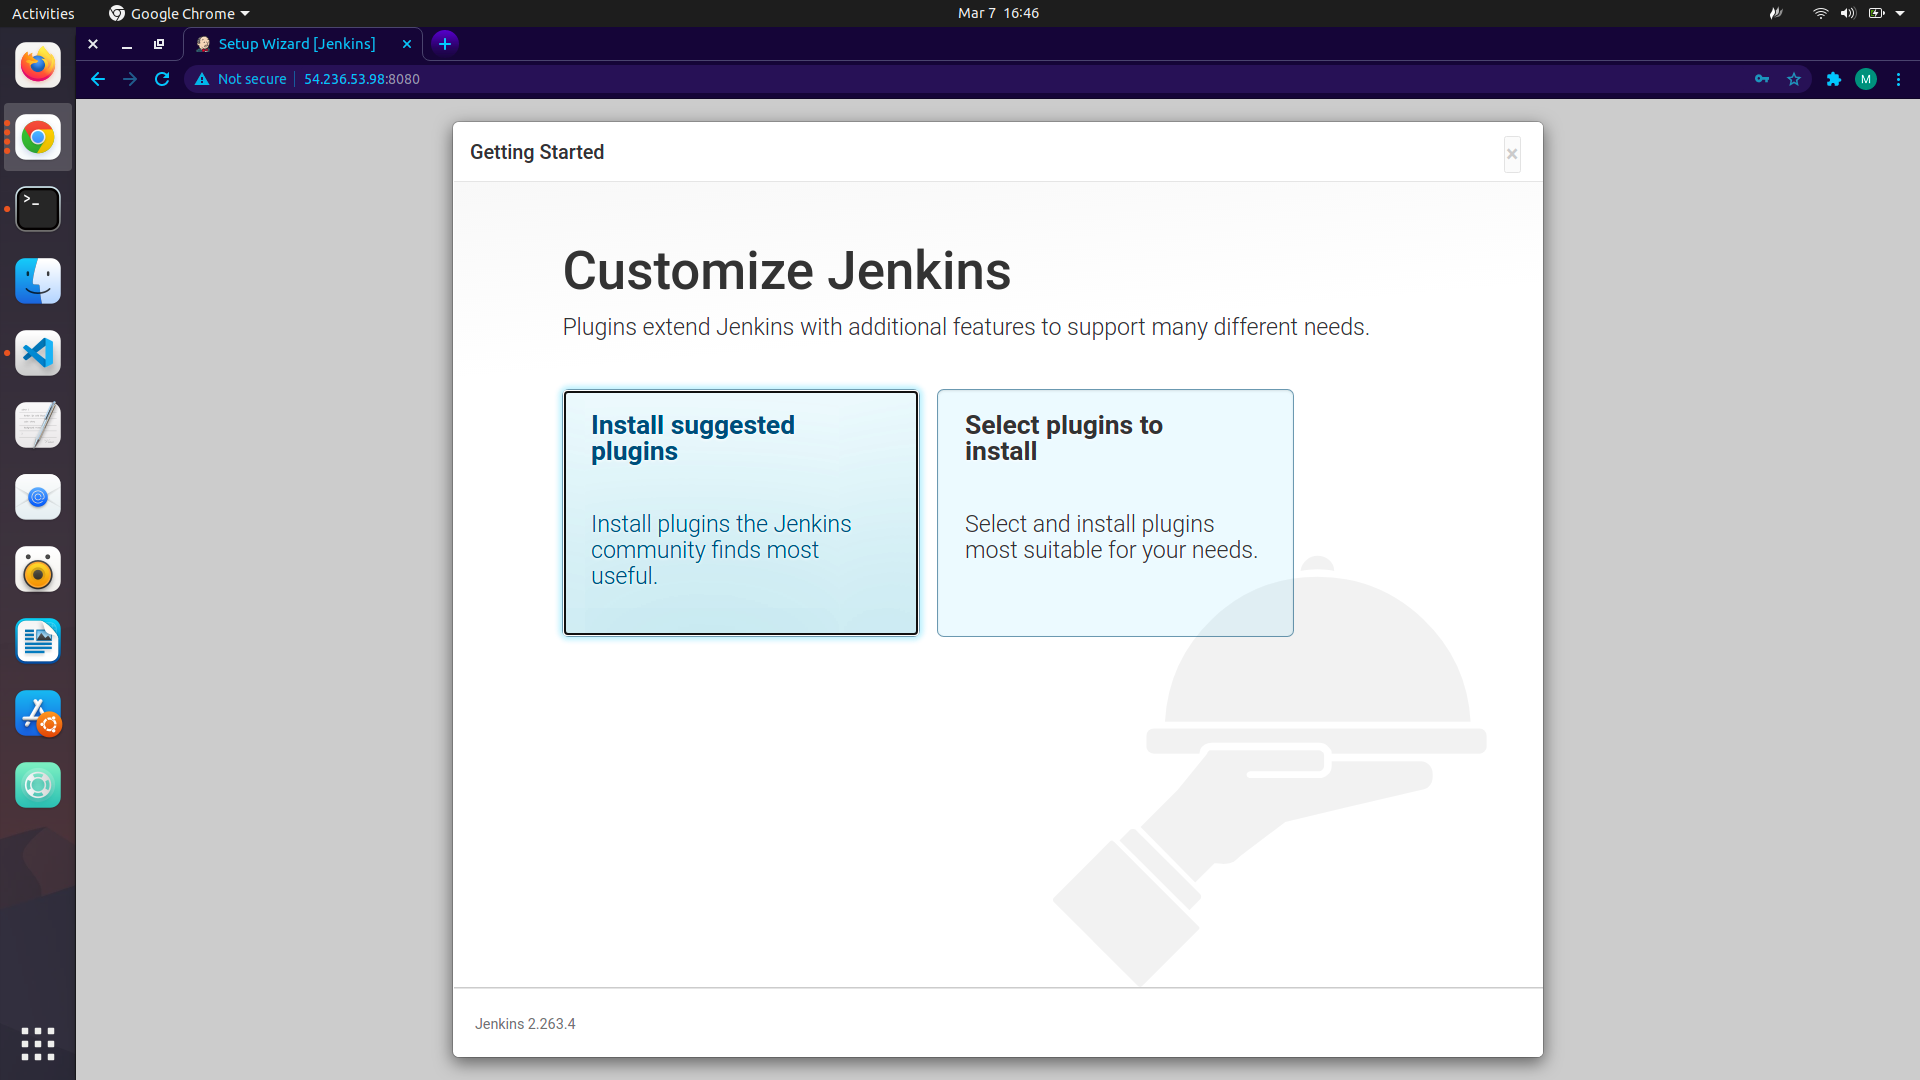 Activities
Google Chrome
Mar 7 16:46
Setup Wizard [Jenkins]
Not secure
54.236.53.98:8080
M
>_
Getting Started
×
Customize Jenkins
Plugins extend Jenkins with additional features to support many different needs.
Install suggested
plugins
Install plugins the Jenkins
community finds most
useful.
Select plugins to
install
Select and install plugins
most suitable for your needs.
Jenkins 2.263.4